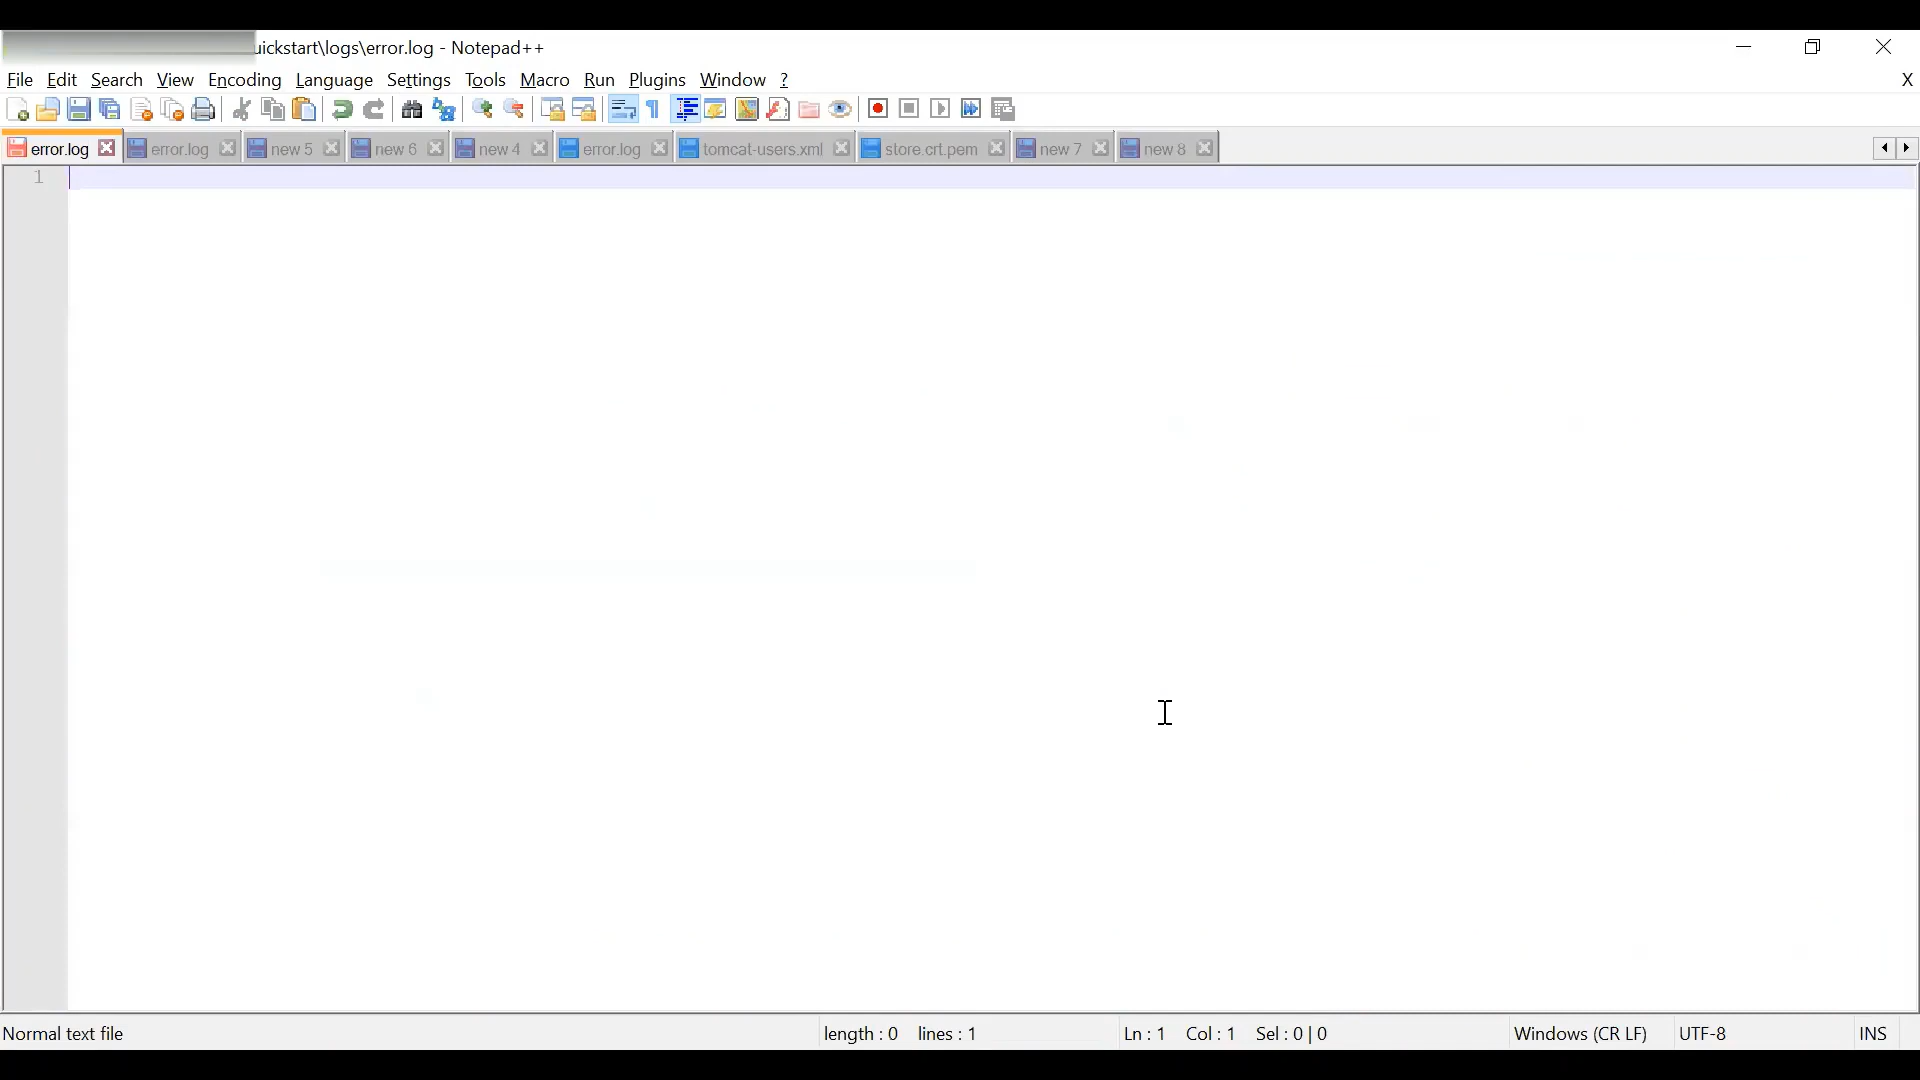 uickstart\logs\error.log - Notepad++
File Edit Search View Encoding Language Settings Tools Macro Run Plugins Window ? X
error.log error.log new 5 new 6 new 4 error.log tomcat-users.xml store.crt.pem new 7 new 8
1
Normal text file length : 0 lines : 1 Ln : 1 Col : 1 Sel : 0 | 0 Windows (CR LF) UTF-8 INS